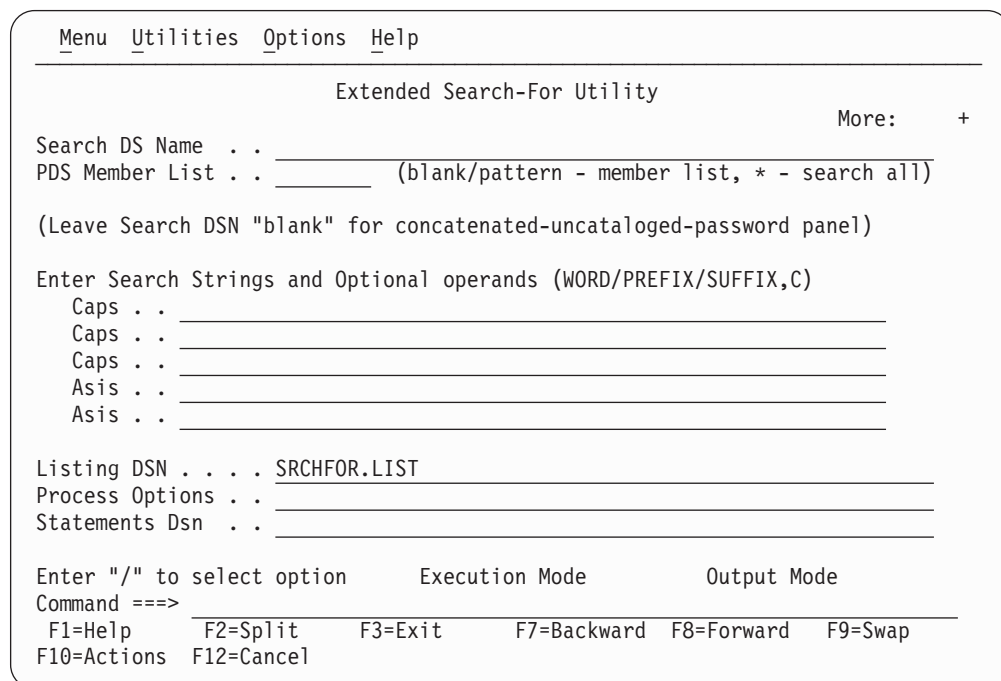 Menu Utilities Options Help
Extended Search-For Utility
More: +
Search DS Name . .
PDS Member List . . (blank/pattern - member list, * - search all)
(Leave Search DSN "blank" for concatenated-uncataloged-password panel)
Enter Search Strings and Optional operands (WORD/PREFIX/SUFFIX,C)
Caps . .
Caps . .
Caps . .
Asis . .
Asis . .
Listing DSN . . . . SRCHFOR.LIST
Process Options . .
Statements Dsn . .
Enter "/" to select option Execution Mode Output Mode
Command ===>
F1=Help F2=Split F3=Exit F7=Backward F8=Forward F9=Swap
F10=Actions F12=Cancel